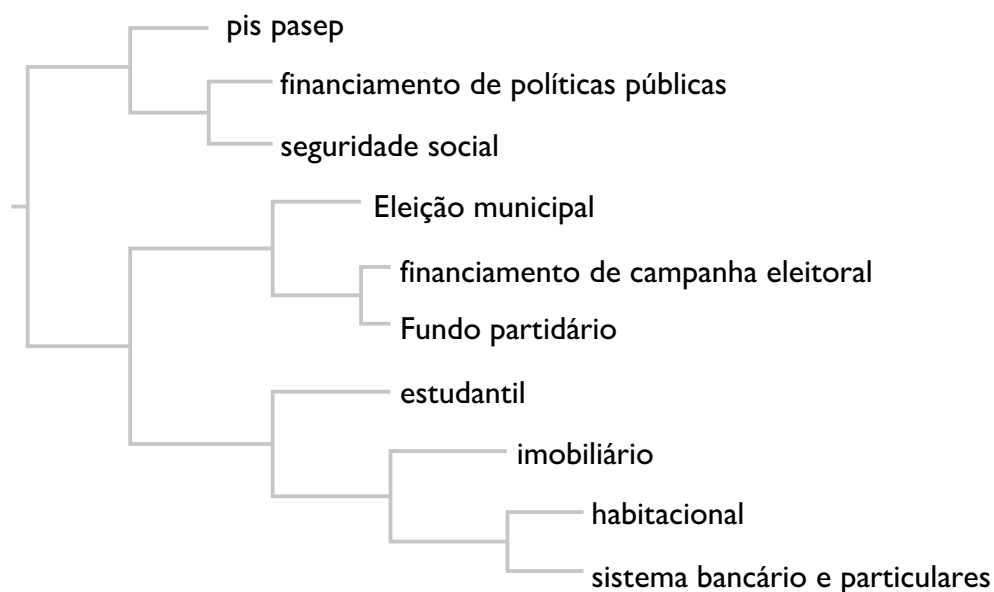 pis pasep
financiamento de políticas públicas
seguridade social
Eleição municipal
financiamento de campanha eleitoral
Fundo partidário
estudantil
imobiliário
habitacional
sistema bancário e particulares